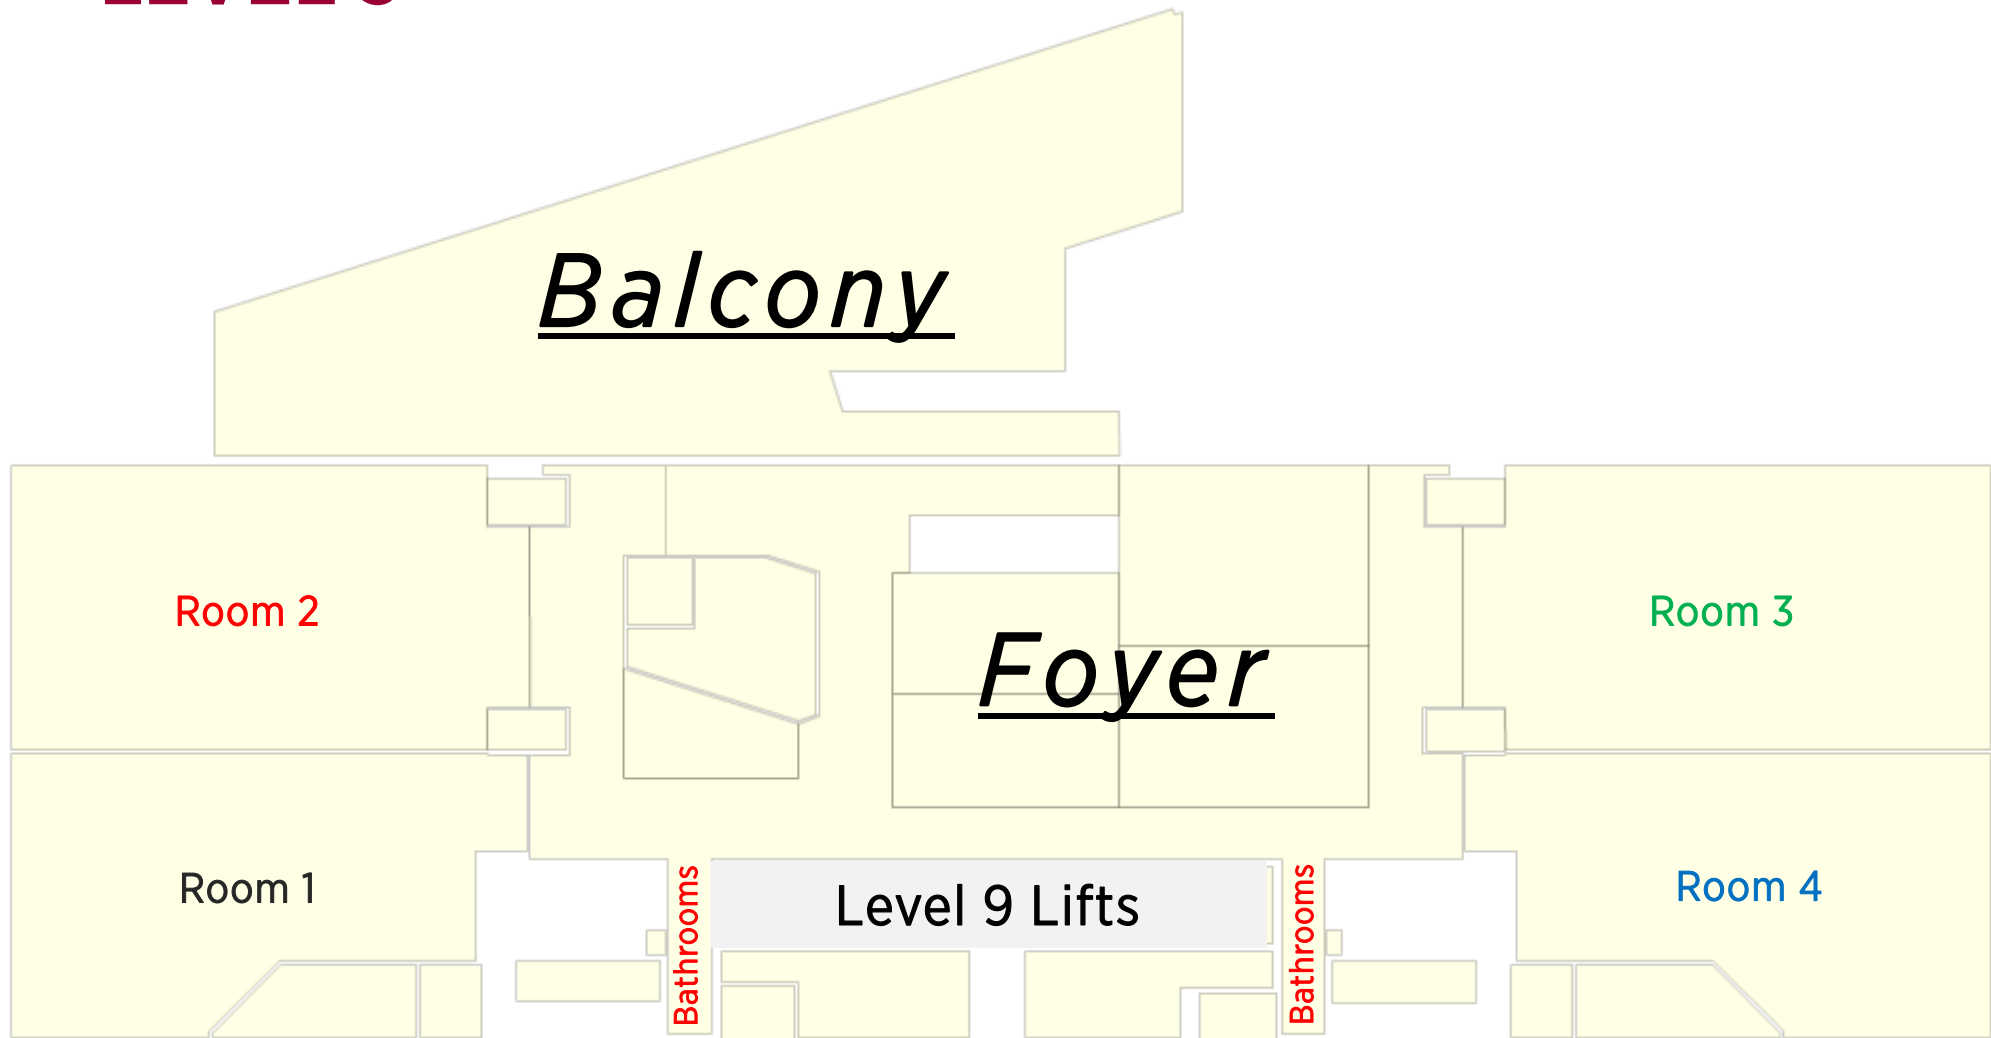 Balcony
Room 2
Foyer
Room 3
Room 1
Bathrooms
Level 9 Lifts
Bathrooms
Room 4